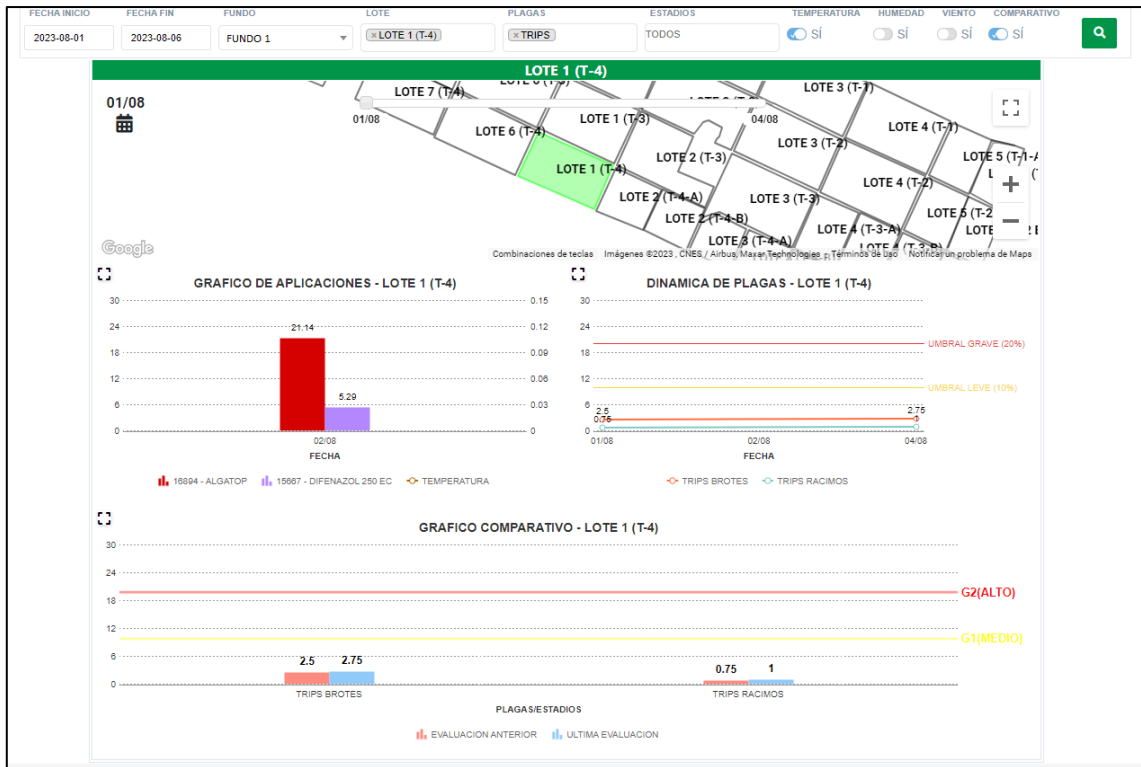 FECHA INICIO FECHA FIN FUNDO LOTE PLAGAS ESTADIOS TEMPERATURA HUMEDAD VIENTO COMPARATIVO
2023-08-01 2023-08-06 FUNDO 1 × LOTE 1 (T-4) × TRIPS TODOS SÍ SÍ SÍ SÍ
LOTE 1 (T-4)
01/08
01/08 04/08
LOTE 7 (T-4)
LOTE 3 (T-1)
LOTE 6 (T-4)
LOTE 1 (T-3)
LOTE 4 (T-1)
LOTE 3 (T-2)
LOTE 1 (T-4)
LOTE 2 (T-3)
LOTE 5 (T-1-A
LOTE 4 (T-2)
LOTE 2 (T-4-A)
LOTE 3 (T-3)
LOTE 2 (T-4-B)
LOTE 5 (T-2
LOTE 4 (T-3-A)
LOTE 3 (T-4-A)
LOTE 4 (T-3-B)
Google
Combinaciones de teclas Imágenes ©2023 , CNES / Airbus, Maxar Technologies Términos de uso Notificar un problema de Maps
GRAFICO DE APLICACIONES - LOTE 1 (T-4)
30 0.15
24 0.12
18 0.09
12 0.06
6 0.03
0 0
21.14
5.29
02/08
FECHA
16894 - ALGATOP 15667 - DIFENAZOL 250 EC TEMPERATURA
DINAMICA DE PLAGAS - LOTE 1 (T-4)
30
24
18
12
6
0
UMBRAL GRAVE (20%)
UMBRAL LEVE (10%)
2.5 2.75
0.75 1
01/08 02/08 04/08
FECHA
TRIPS BROTES TRIPS RACIMOS
GRAFICO COMPARATIVO - LOTE 1 (T-4)
30
24
18
12
6
0
G2(ALTO)
G1(MEDIO)
2.5 2.75 0.75 1
TRIPS BROTES TRIPS RACIMOS
PLAGAS/ESTADIOS
EVALUACION ANTERIOR ULTIMA EVALUACION